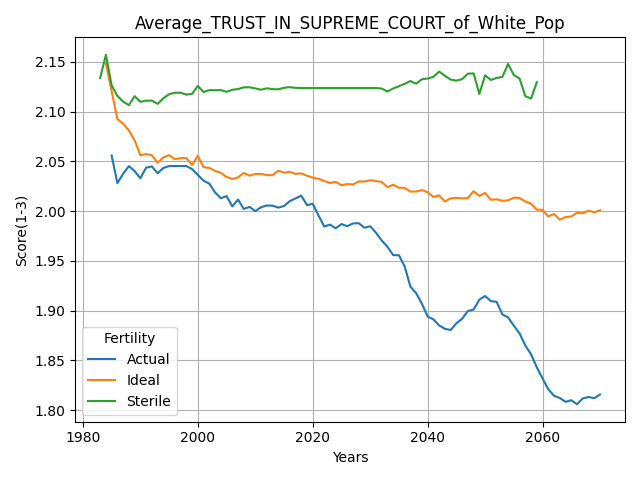 Average_TRUST_IN_SUPREME_COURT_of_White_Pop
Score(1-3)
2.15
2.10
2.05
2.00
1.95
1.90
1.85
1.80
Fertility
Actual
Ideal
Sterile
1980
2000
2020
2040
2060
Years